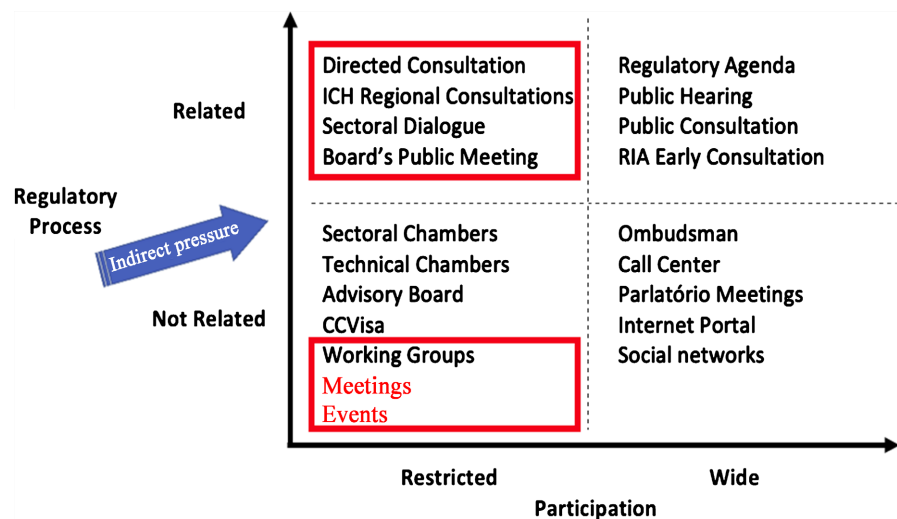 Related
Directed Consultation
ICH Regional Consultations
Sectoral Dialogue
Board's Public Meeting
Regulatory Agenda
Public Hearing
Public Consultation
RIA Early Consultation
Regulatory
Process
Indirect pressure
Not Related
Sectoral Chambers
Technical Chambers
Advisory Board
CCVisa
Working Groups
Meetings
Events
Ombudsman
Call Center
Parlatório Meetings
Internet Portal
Social networks
Restricted
Wide
Participation